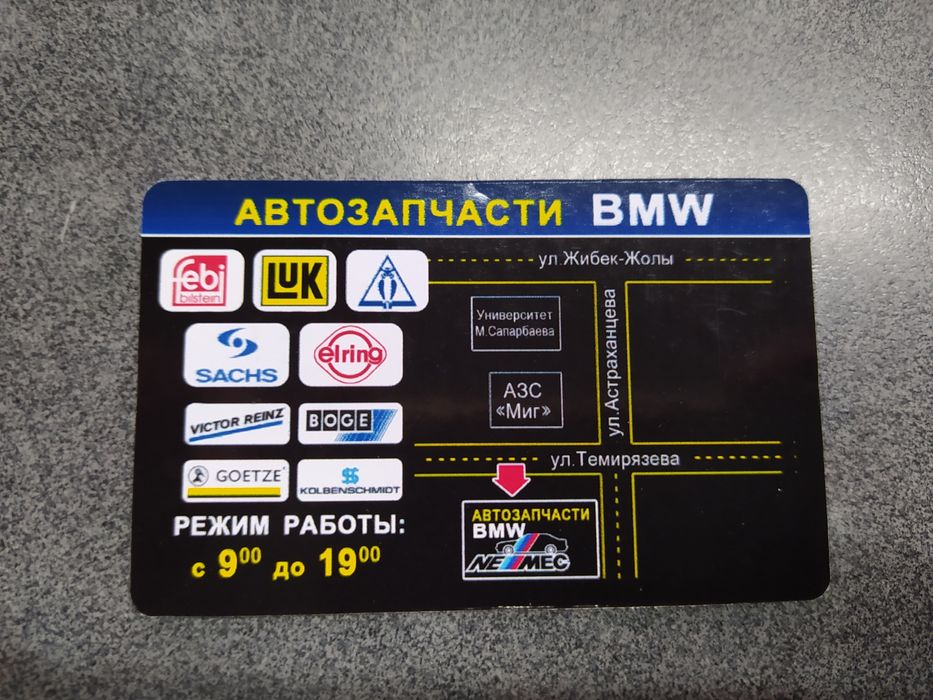 АВТОЗАПЧАСТИ BMW
febi
bilstein
LUK
SACHS
elring
VICTOR REINZ
BOGE
GOETZE
KOLBENSCHMIDT
РЕЖИМ РАБОТЫ:
с 9⁰⁰ до 19⁰⁰
ул.Жибек-Жолы
Университет
М.Сапарбаева
ул.Астраханцева
АЗС
«Миг»
ул.Темирязева
АВТОЗАПЧАСТИ
BMW
NEMEC